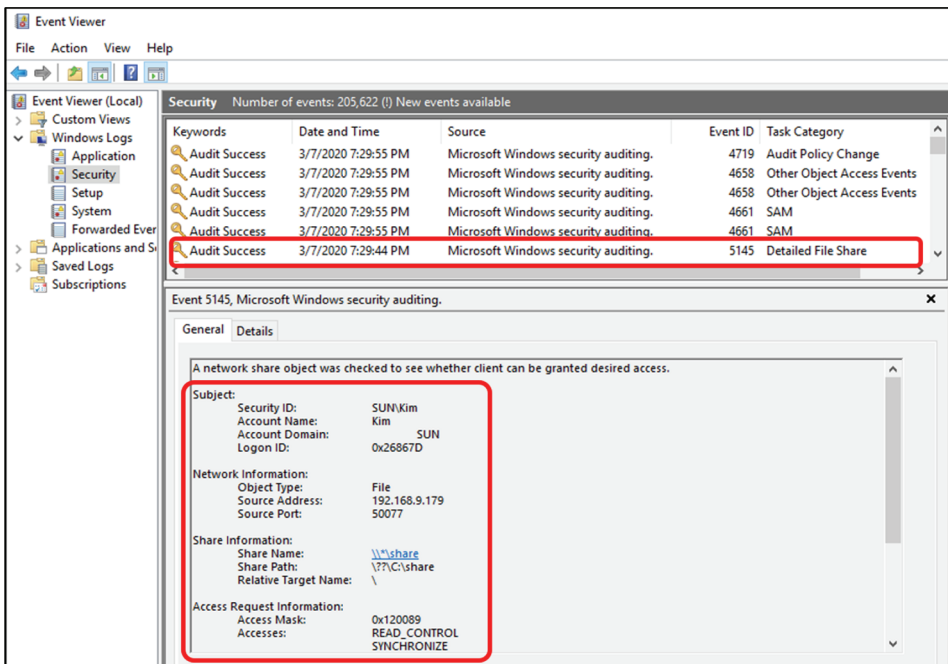 Event Viewer
File Action View Help
Event Viewer (Local)
Custom Views
Windows Logs
Application
Security
Setup
System
Forwarded Ever
Applications and S
Saved Logs
Subscriptions
Security Number of events: 205,622 (!) New events available
Keywords Date and Time Source Event ID Task Category
Audit Success 3/7/2020 7:29:55 PM Microsoft Windows security auditing. 4719 Audit Policy Change
Audit Success 3/7/2020 7:29:55 PM Microsoft Windows security auditing. 4658 Other Object Access Events
Audit Success 3/7/2020 7:29:55 PM Microsoft Windows security auditing. 4658 Other Object Access Events
Audit Success 3/7/2020 7:29:55 PM Microsoft Windows security auditing. 4661 SAM
Audit Success 3/7/2020 7:29:55 PM Microsoft Windows security auditing. 4661 SAM
Audit Success 3/7/2020 7:29:44 PM Microsoft Windows security auditing. 5145 Detailed File Share
Event 5145, Microsoft Windows security auditing.
General Details
A network share object was checked to see whether client can be granted desired access.
Subject:
Security ID: SUN\Kim
Account Name: Kim
Account Domain: SUN
Logon ID: 0x26867D
Network Information:
Object Type: File
Source Address: 192.168.9.179
Source Port: 50077
Share Information:
Share Name: \\*\share
Share Path: \??\C:\share
Relative Target Name: \
Access Request Information:
Access Mask: 0x120089
Accesses: READ_CONTROL
SYNCHRONIZE